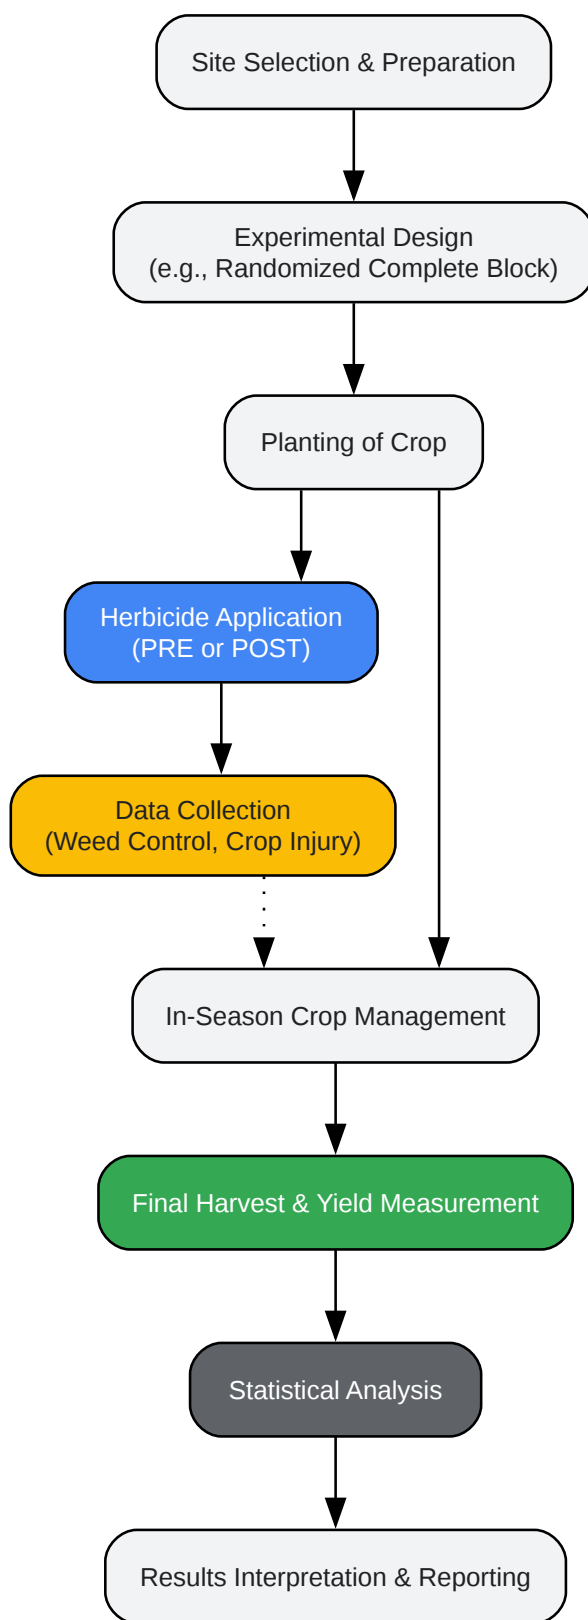 Site Selection & Preparation
Experimental Design
(e.g., Randomized Complete Block)
Planting of Crop
Herbicide Application
(PRE or POST)
Data Collection
(Weed Control, Crop Injury)
In-Season Crop Management
Final Harvest & Yield Measurement
Statistical Analysis
Results Interpretation & Reporting